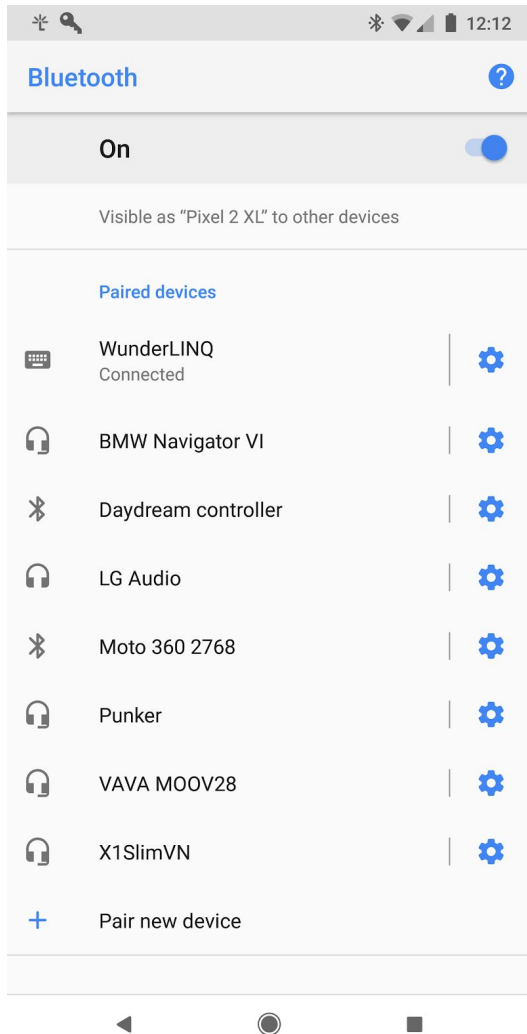 12:12
Bluetooth
On
Visible as “Pixel 2 XL” to other devices
Paired devices
WunderLINQ
Connected
BMW Navigator VI
Daydream controller
LG Audio
Moto 360 2768
Punker
VAVA MOOV28
X1SlimVN
Pair new device